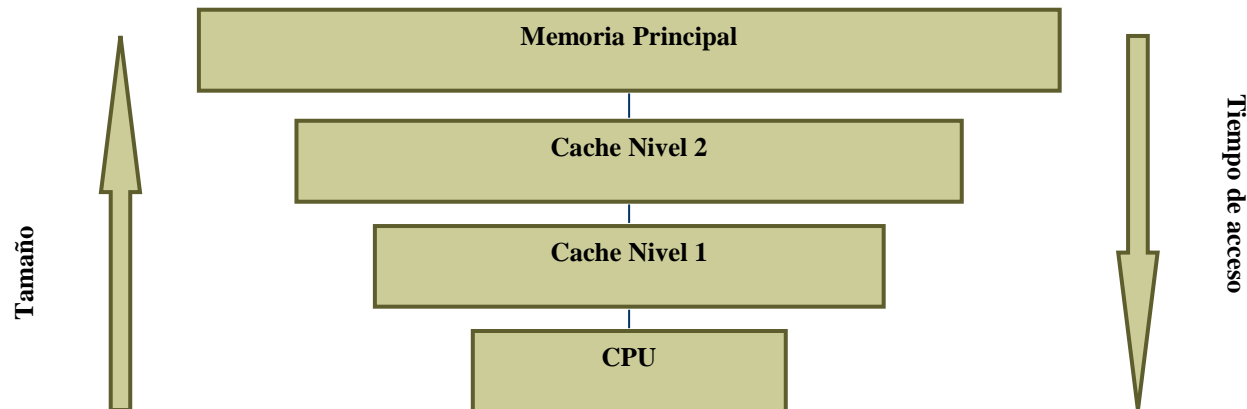 Memoria Principal
Cache Nivel 2
Cache Nivel 1
CPU
Tamaño
Tiempo de acceso